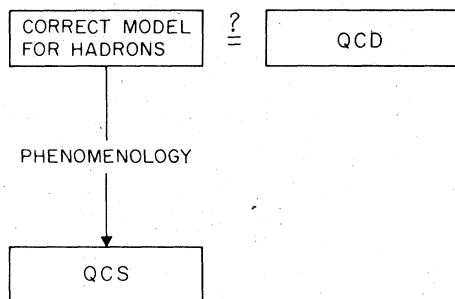 CORRECT MODEL
FOR HADRONS
?
=
QCD
PHENOMENOLOGY
QCS